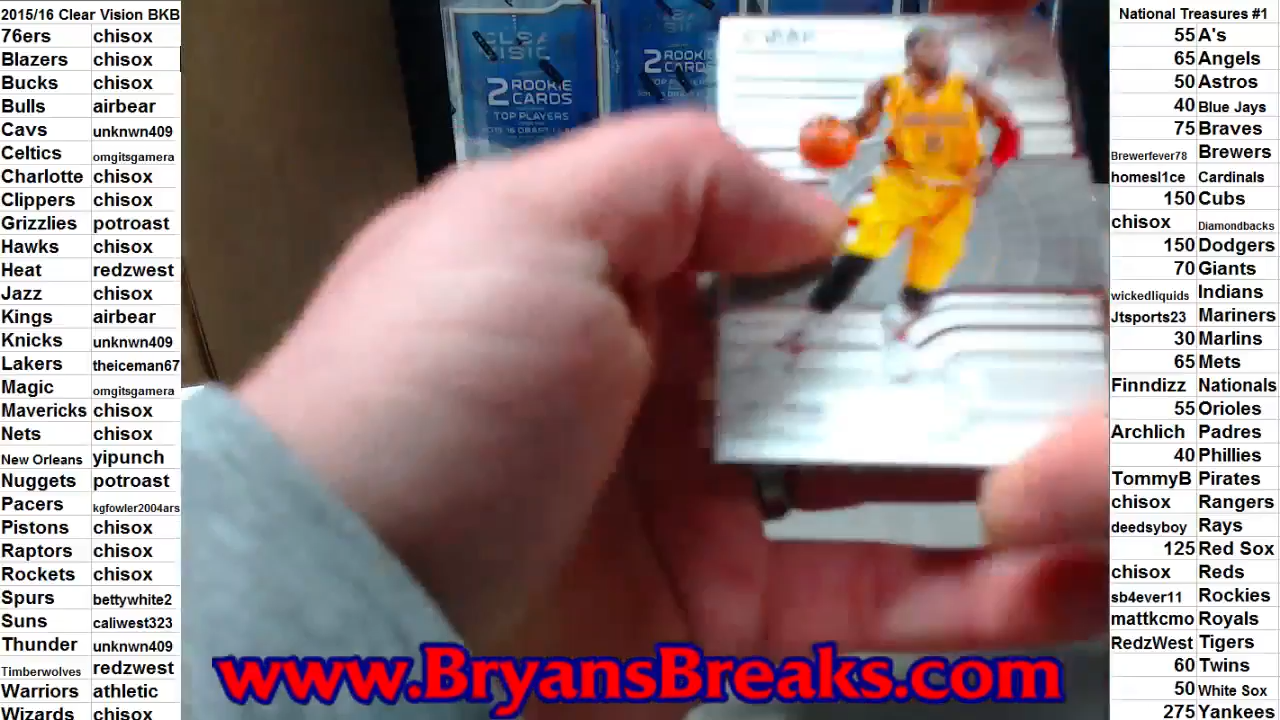 2015/16 Clear Vision BKB
76ers chisox
Blazers chisox
Bucks chisox
Bulls airbear
Cavs unknwn409
Celtics omgitsgamera
Charlotte chisox
Clippers chisox
Grizzlies potroast
Hawks chisox
Heat redzwest
Jazz chisox
Kings airbear
Knicks unknwn409
Lakers theiceman67
Magic omgitsgamera
Mavericks chisox
Nets chisox
New Orleans yipunch
Nuggets potroast
Pacers kgfowler2004ars
Pistons chisox
Raptors chisox
Rockets chisox
Spurs bettywhite2
Suns caliwest323
Thunder unknwn409
Timberwolves redzwest
Warriors athletic
Wizards chisox
2 ROOKIE
CARDS
TOP PLAYERS
2 ROOKIE
CARDS
www.BryansBreaks.com
National Treasures #1
55 A's
65 Angels
50 Astros
40 Blue Jays
75 Braves
Brewerfever78 Brewers
homesl1ce Cardinals
150 Cubs
chisox Diamondbacks
150 Dodgers
70 Giants
wickedliquids Indians
Jtsports23 Mariners
30 Marlins
65 Mets
Finndizz Nationals
55 Orioles
Archlich Padres
40 Phillies
TommyB Pirates
chisox Rangers
deedsyboy Rays
125 Red Sox
chisox Reds
sb4ever11 Rockies
mattkcmo Royals
RedzWest Tigers
60 Twins
50 White Sox
275 Yankees